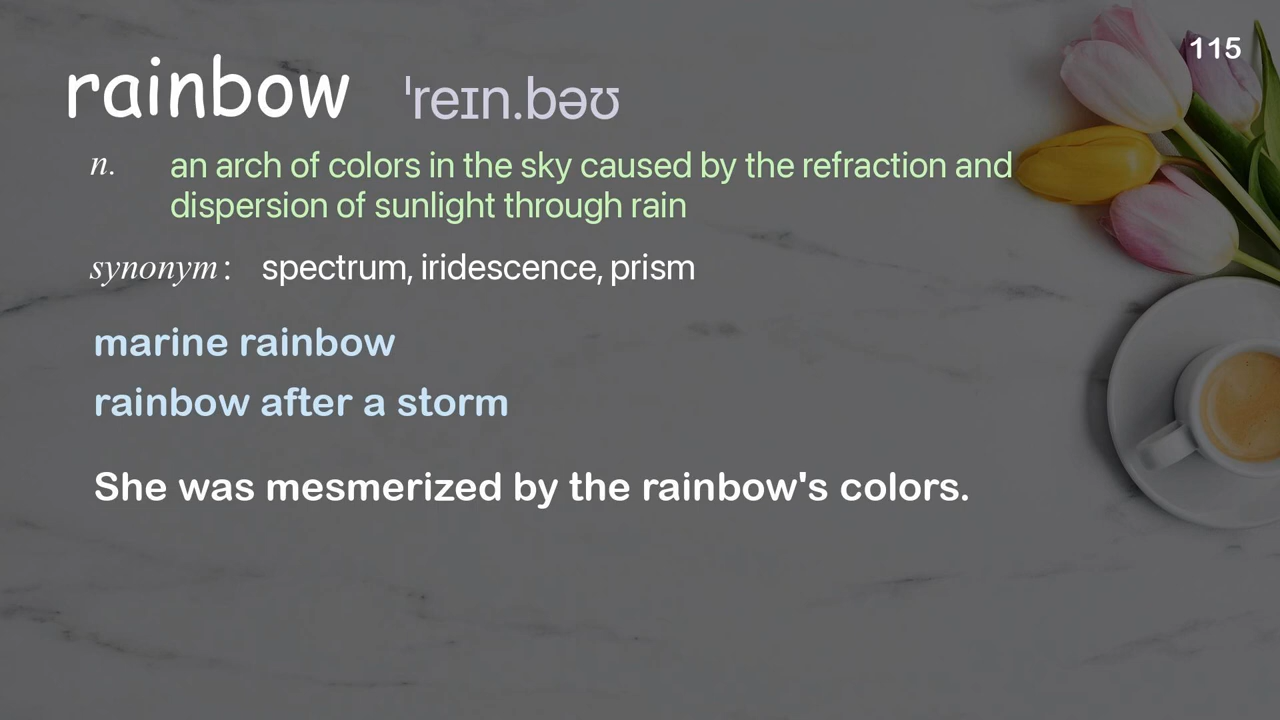 115
rainbow ˈreɪn.bəʊ
n. an arch of colors in the sky caused by the refraction and
dispersion of sunlight through rain
synonym: spectrum, iridescence, prism
marine rainbow
rainbow after a storm
She was mesmerized by the rainbow's colors.